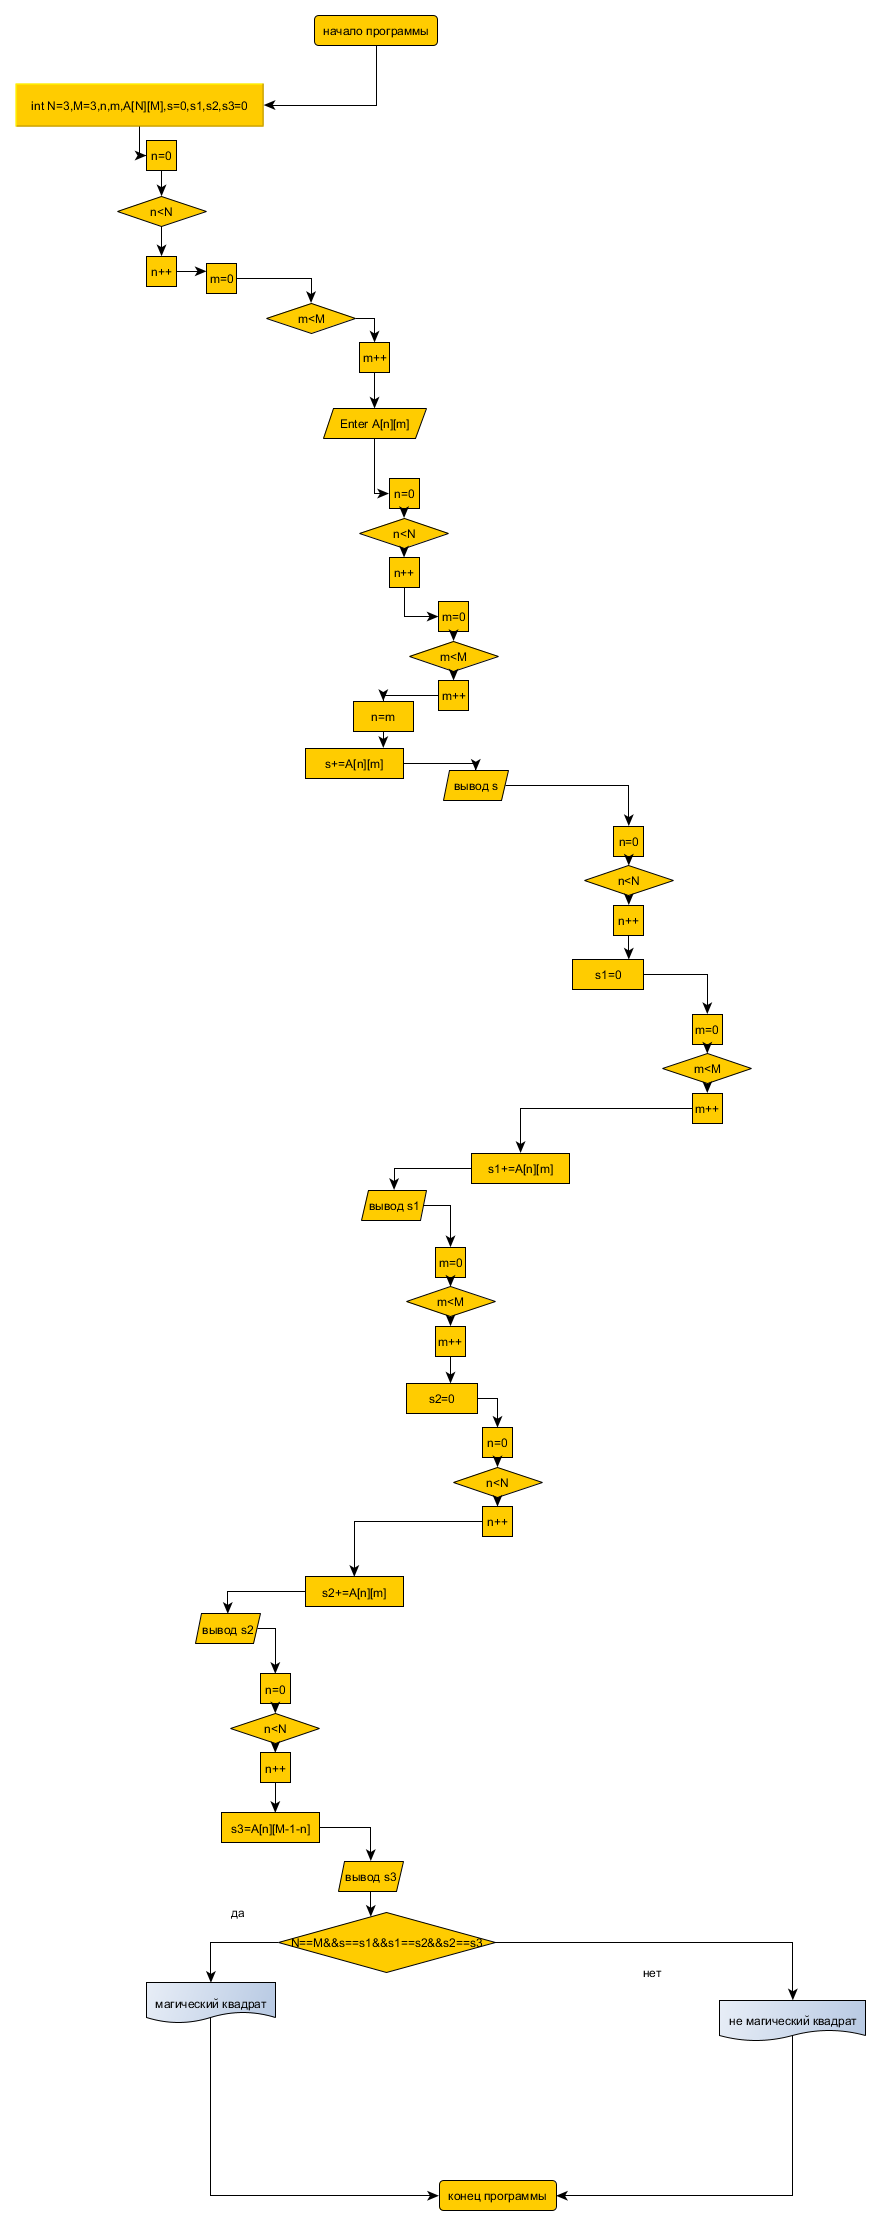 начало программы
int N=3,M=3,n,m,A[N][M],s=0,s1,s2,s3=0
n=0
n<N
n++
m=0
m<M
m++
Enter A[n][m]
n=0
n<N
n++
m=0
m<M
m++
n=m
s+=A[n][m]
вывод s
n=0
n<N
n++
s1=0
m=0
m<M
m++
s1+=A[n][m]
вывод s1
m=0
m<M
m++
s2=0
n=0
n<N
n++
s2+=A[n][m]
вывод s2
n=0
n<N
n++
s3=A[n][M-1-n]
вывод s3
да
N==M&&s==s1&&s1==s2&&s2==s3
нет
магический квадрат
не магический квадрат
конец программы